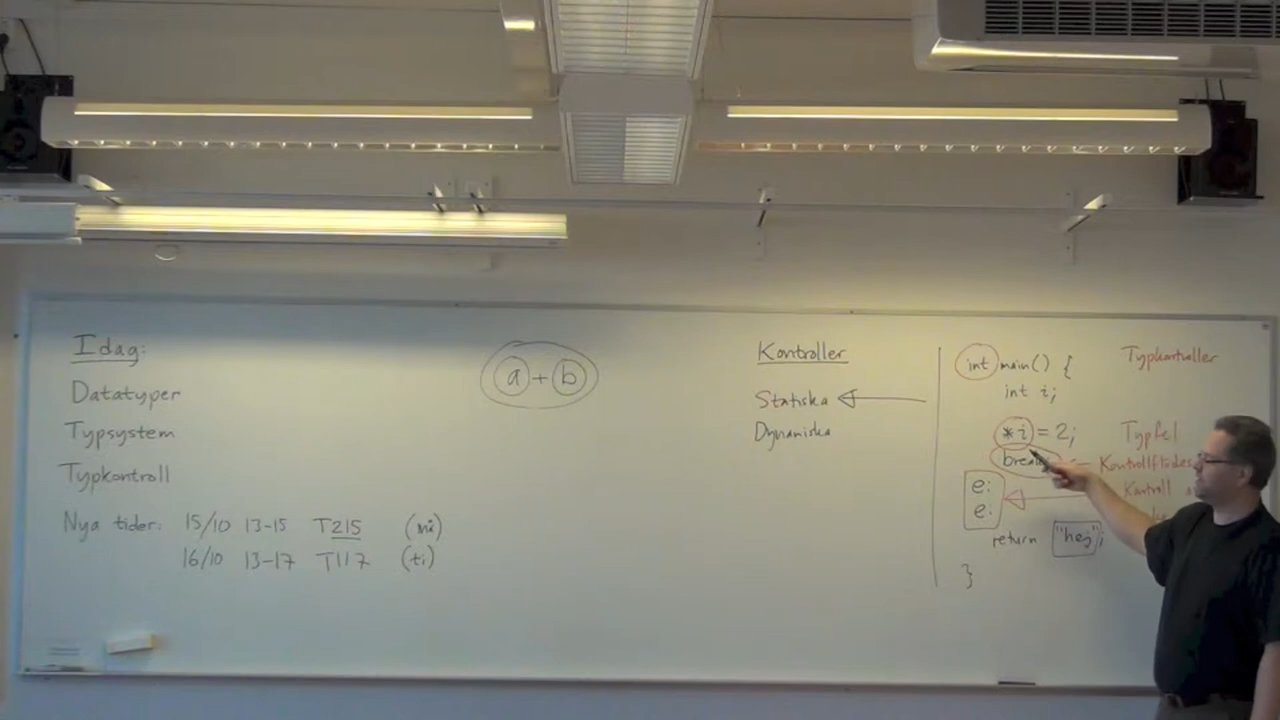 Idag:
Datatyper
Typsystem
Typkontroll
Nya tider: 15/10 13-15 T215 (må)
16/10 13-17 T117 (ti)
a + b
Kontroller
Statiska
Dynamiska
int main() {
int i;
*i = 2;
break
e:
e:
return "hej";
}
Typkontroller
Typfel
Kontrollflödes
Kontroll a